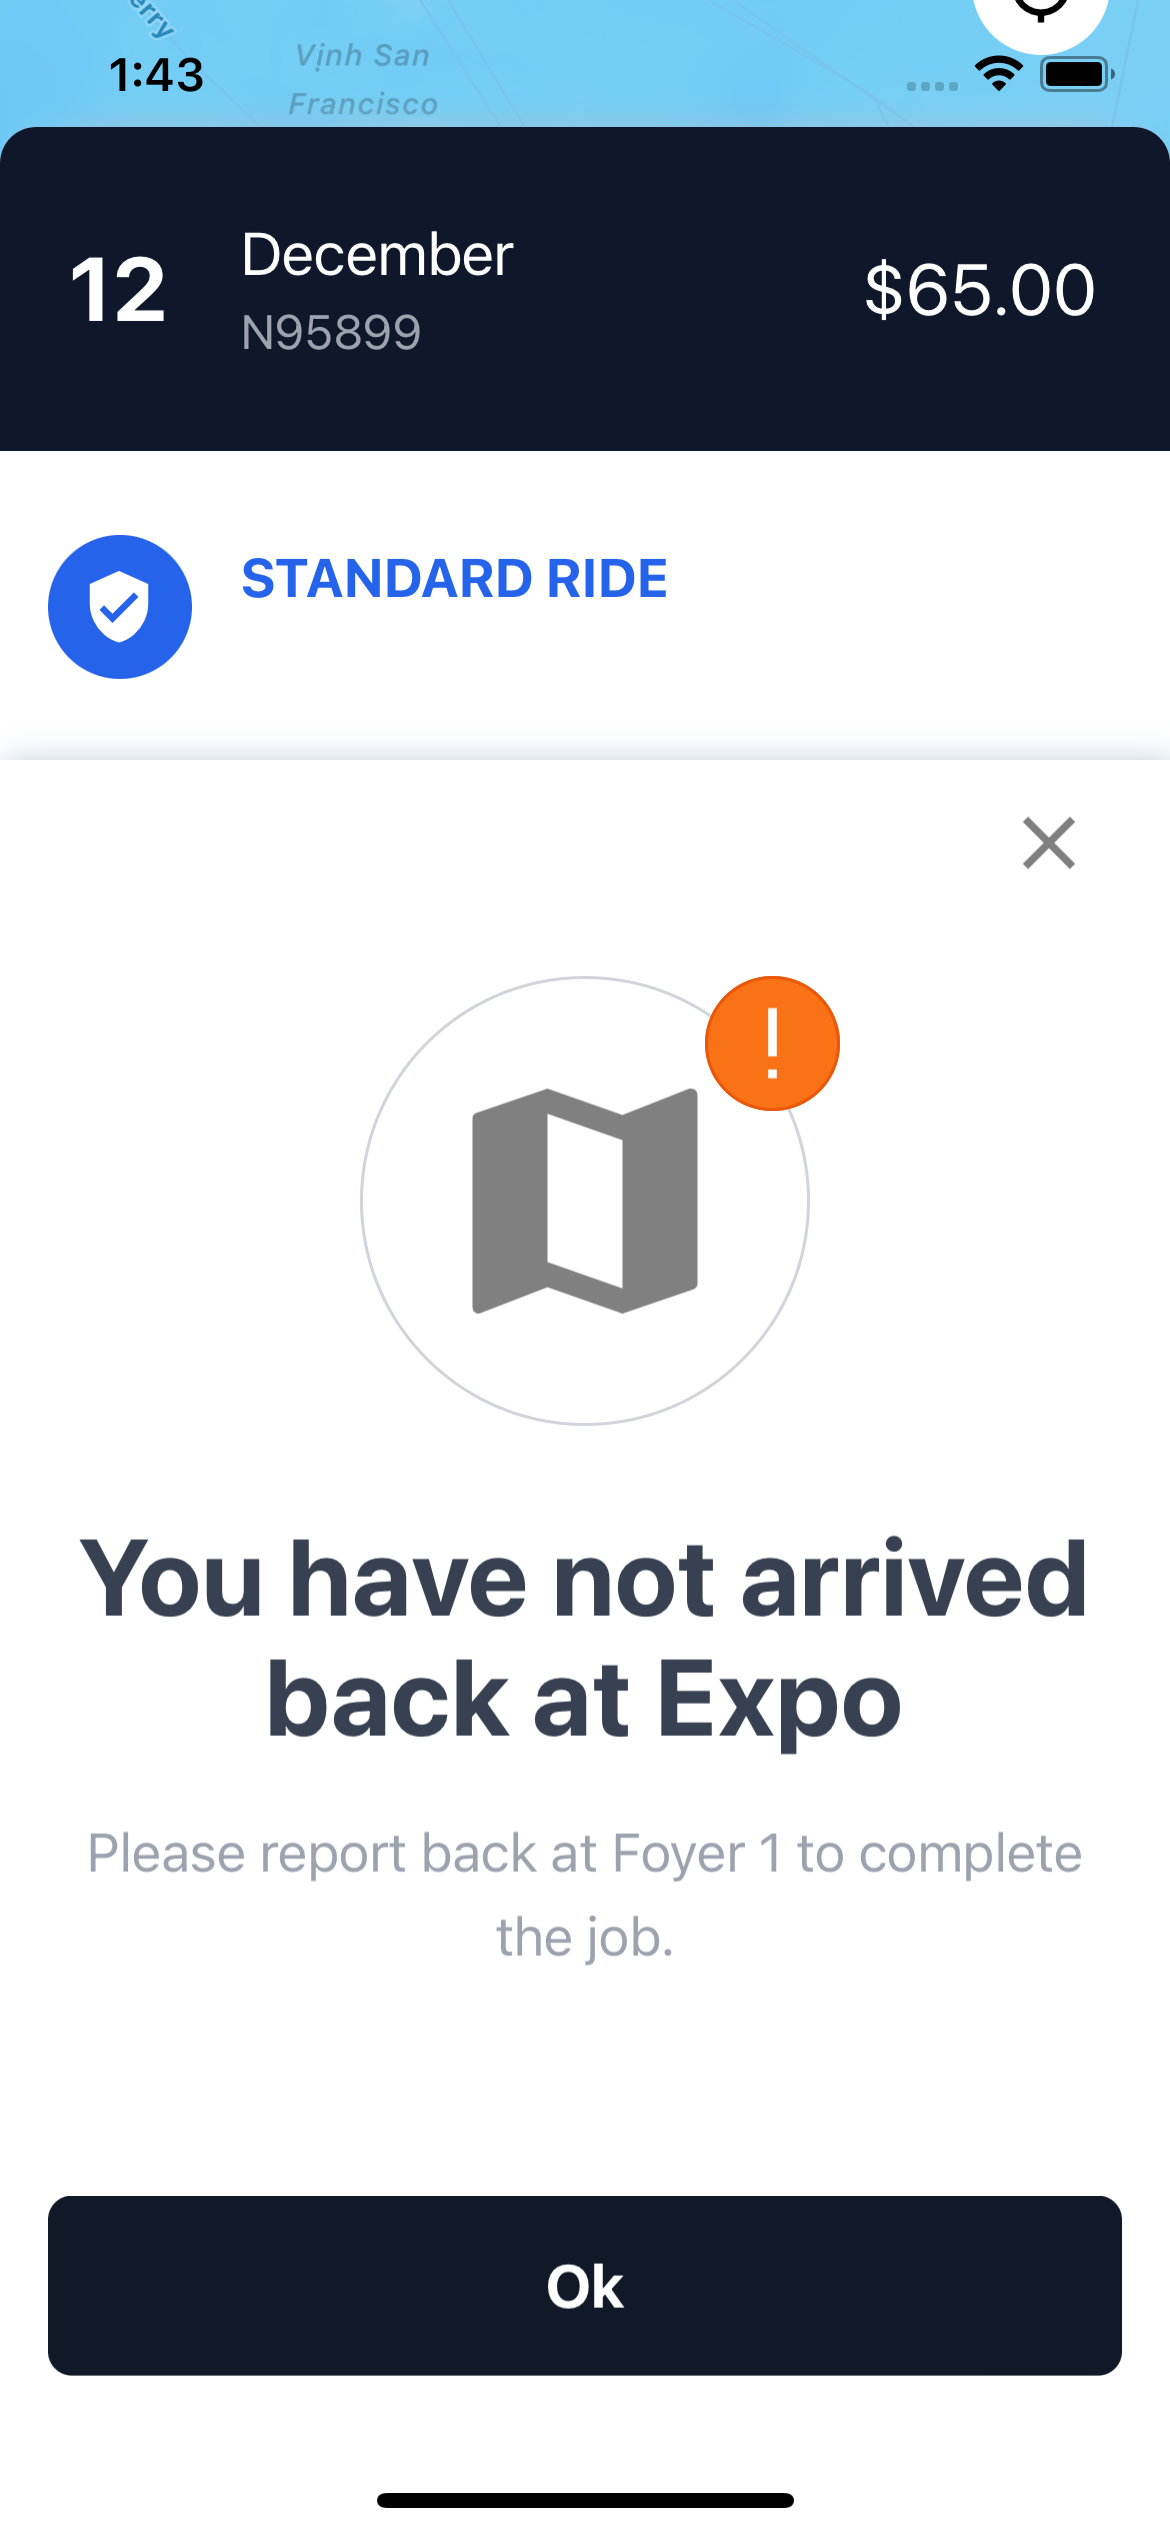 Vịnh San
Francisco
1:43
12
December
N95899
$65.00
STANDARD RIDE
!
You have not arrived
back at Expo
Please report back at Foyer 1 to complete
the job.
Ok